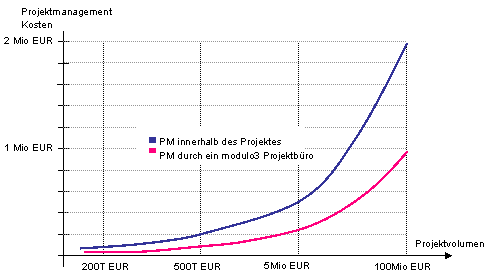 Projektmanagement
Kosten
2 Mio EUR
PM innerhalb des Projektes
1 Mio EUR
PM durch ein modulo3 Projektbüro
Projektvolumen
200T EUR
600T EUR
5Mio EUR
100Mio EUR